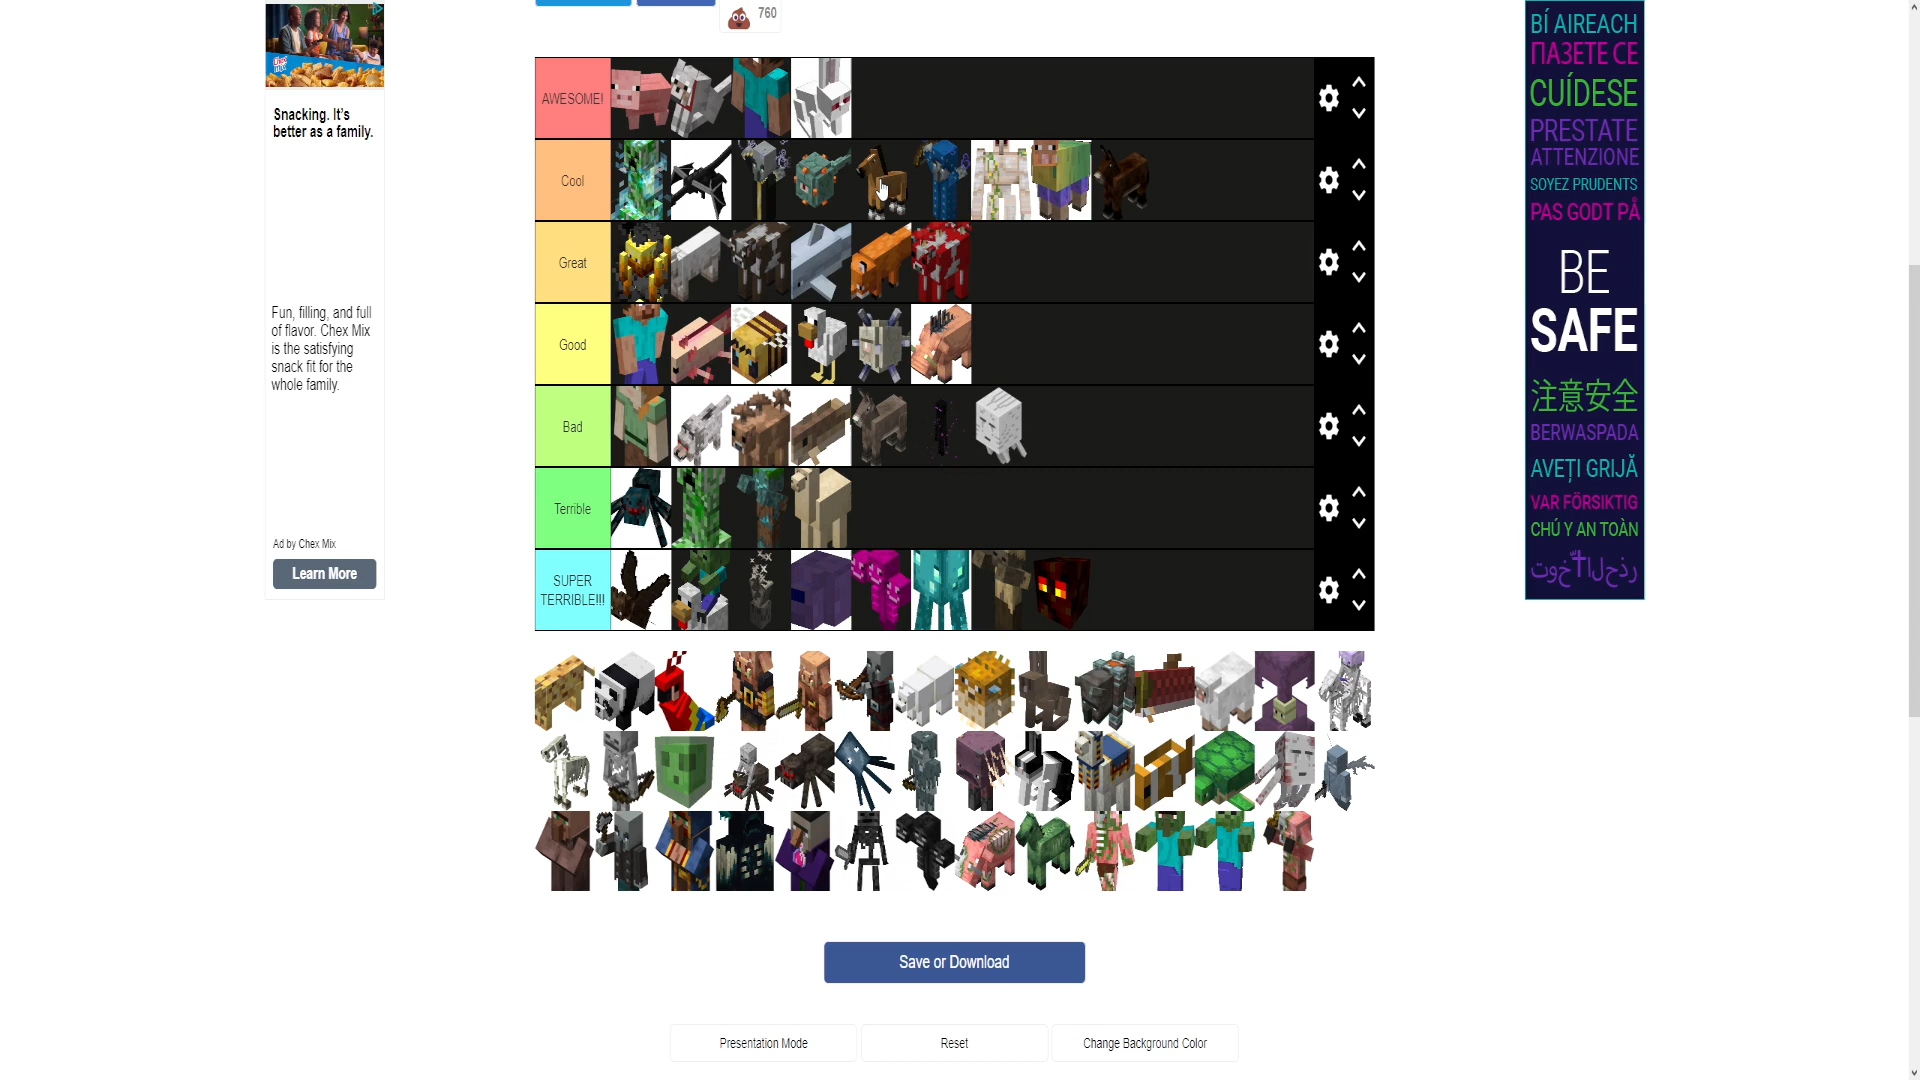 760
Snacking. It's
better as a family.
Fun, filling, and full
of flavor. Chex Mix
is the satisfying
snack fit for the
whole family.
Ad by Chex Mix
Learn More
AWESOME!
Cool
Great
Good
Bad
Terrible
SUPER
TERRIBLE!!!
BÍ AIREACH
ПАЗЕТЕ СЕ
CUÍDESE
PRESTATE
ATTENZIONE
SOYEZ PRUDENTS
PAS GODT PÅ
BE
SAFE
注意安全
BERWASPADA
AVEȚI GRIJĂ
VAR FÖRSIKTIG
CHÚ Ý AN TOÀN
Save or Download
Presentation Mode
Reset
Change Background Color